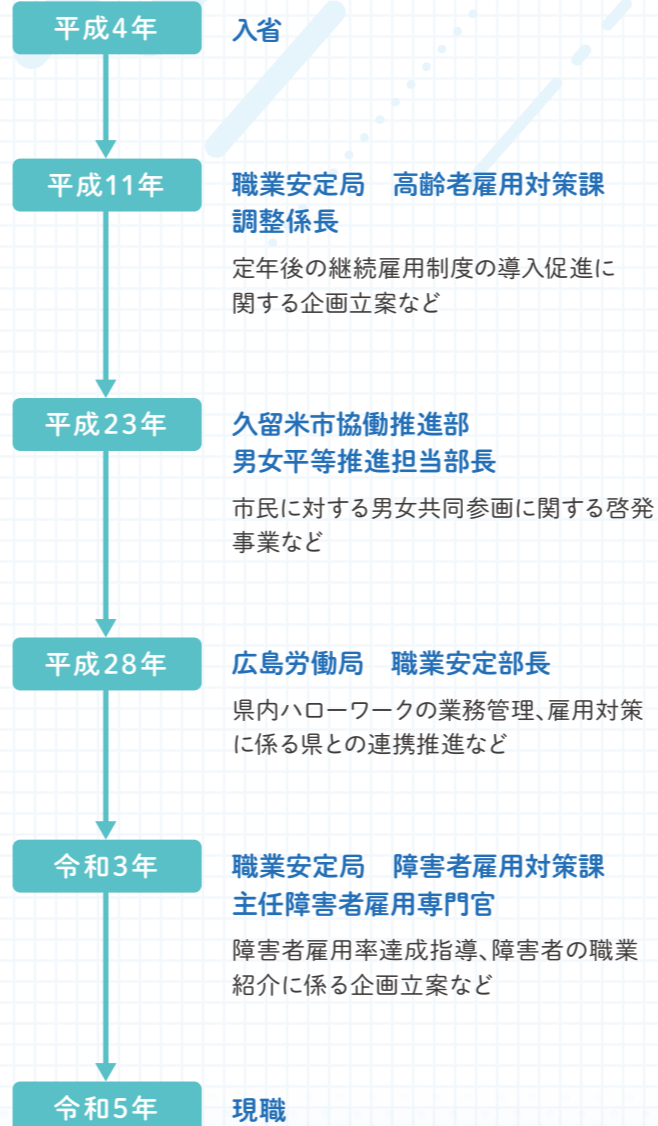 平成4年
入省
平成11年
職業安定局　高齢者雇用対策課
調整係長
定年後の継続雇用制度の導入促進に
関する企画立案など
平成23年
久留米市協働推進部
男女平等推進担当部長
市民に対する男女共同参画に関する啓発
事業など
平成28年
広島労働局　職業安定部長
県内ハローワークの業務管理、雇用対策
に係る県との連携推進など
令和3年
職業安定局　障害者雇用対策課
主任障害者雇用専門官
障害者雇用率達成指導、障害者の職業
紹介に係る企画立案など
令和5年
現職